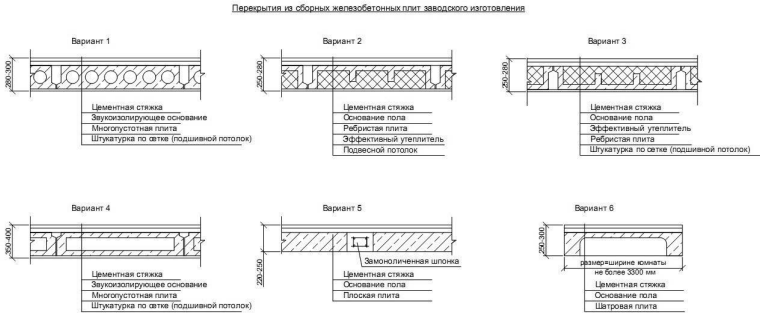 Перекрытия из сборных железобетонных плит заводского изготовления
Вариант 1
280-300
Цементная стяжка
Звукоизолирующее основание
Многопустотная плита
Штукатурка по сетке (подшивной потолок)
Вариант 2
250-280
Цементная стяжка
Основание пола
Ребристая плита
Эффективный утеплитель
Подвесной потолок
Вариант 3
250-280
Цементная стяжка
Основание пола
Эффективный утеплитель
Ребристая плита
Штукатурка по сетке (подшивной потолок)
Вариант 4
350-400
Цементная стяжка
Звукоизолирующее основание
Многопустотная плита
Штукатурка по сетке (подшивной потолок)
Вариант 5
220-250
Замоноличенная шпонка
Цементная стяжка
Основание пола
Плоская плита
Вариант 6
250-300
размер=ширине комнаты
не более 3300 мм
Цементная стяжка
Основание пола
Шатровая плита